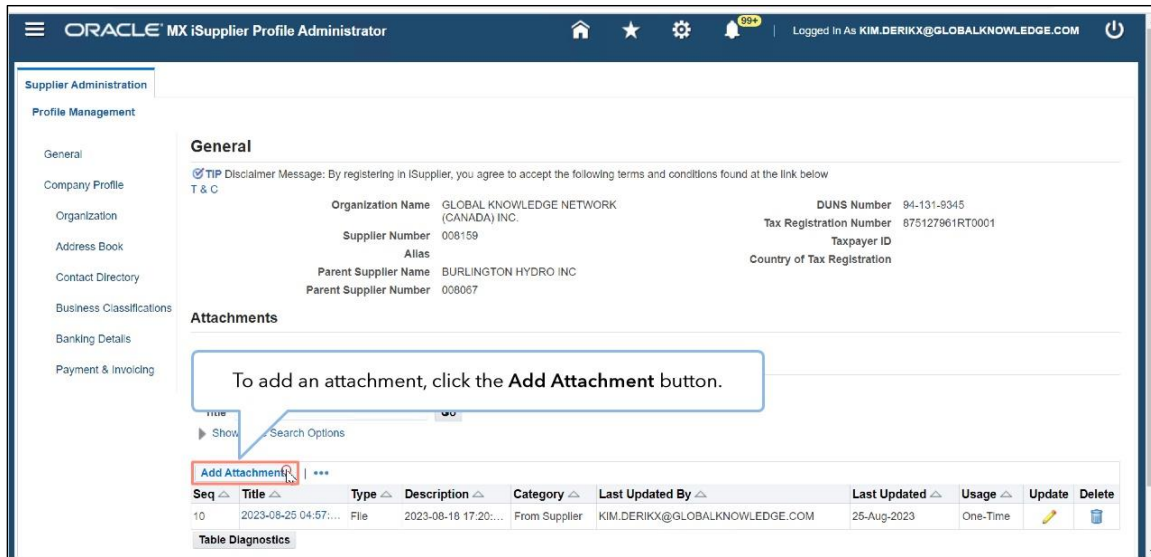 ORACLE MX iSupplier Profile Administrator
99+
Logged In As KIM.DERIKX@GLOBALKNOWLEDGE.COM
Supplier Administration
Profile Management
General
Company Profile
Organization
Address Book
Contact Directory
Business Classifications
Banking Details
Payment & Invoicing
General
TIP Disclaimer Message: By registering in iSupplier, you agree to accept the following terms and conditions found at the link below
T & C
Organization Name GLOBAL KNOWLEDGE NETWORK
(CANADA) INC.
Supplier Number 008159
Alias
Parent Supplier Name BURLINGTON HYDRO INC
Parent Supplier Number 008067
DUNS Number 94-131-9345
Tax Registration Number 875127961RT0001
Taxpayer ID
Country of Tax Registration
Attachments
To add an attachment, click the Add Attachment button.
Title Go
Show Search Options
Add Attachment | •••
Seq Title Type Description Category Last Updated By Last Updated Usage Update Delete
10 2023-08-25 04:57:... File 2023-08-18 17:20:... From Supplier KIM.DERIKX@GLOBALKNOWLEDGE.COM 25-Aug-2023 One-Time
Table Diagnostics